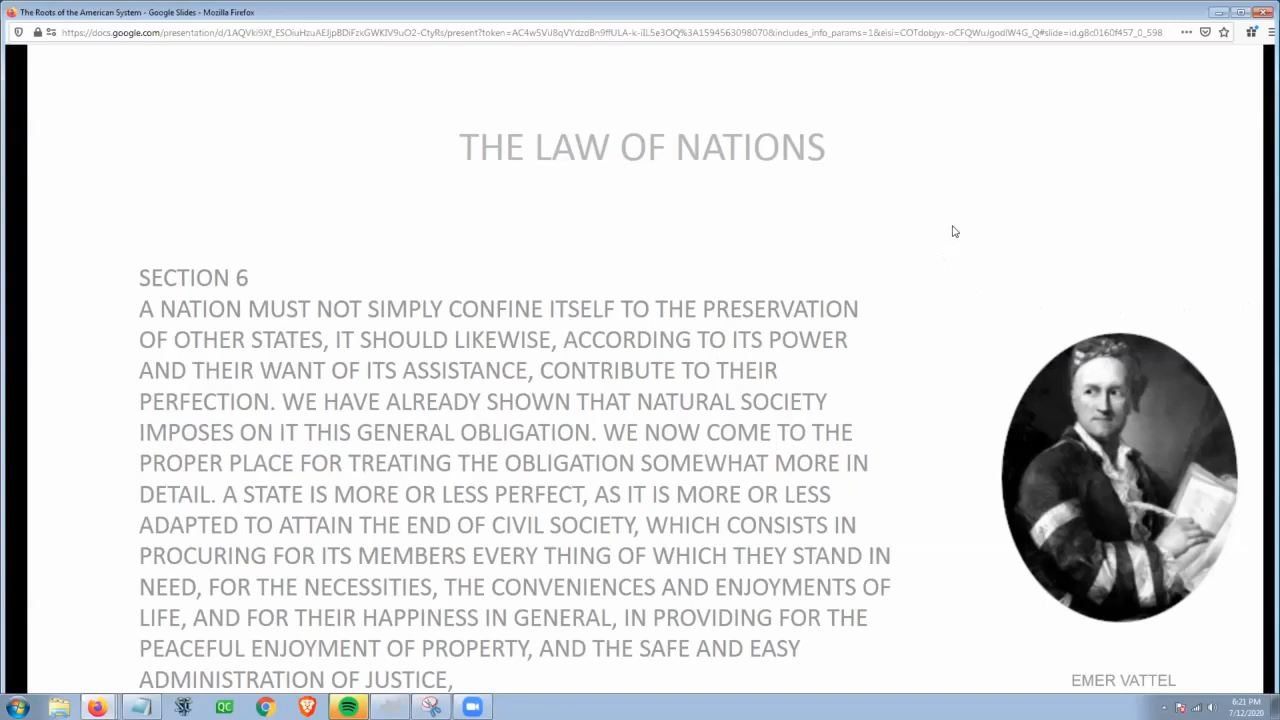 The Roots of the American System - Google Slides - Mozilla Firefox
THE LAW OF NATIONS
SECTION 6
A NATION MUST NOT SIMPLY CONFINE ITSELF TO THE PRESERVATION
OF OTHER STATES, IT SHOULD LIKEWISE, ACCORDING TO ITS POWER
AND THEIR WANT OF ITS ASSISTANCE, CONTRIBUTE TO THEIR
PERFECTION. WE HAVE ALREADY SHOWN THAT NATURAL SOCIETY
IMPOSES ON IT THIS GENERAL OBLIGATION. WE NOW COME TO THE
PROPER PLACE FOR TREATING THE OBLIGATION SOMEWHAT MORE IN
DETAIL. A STATE IS MORE OR LESS PERFECT, AS IT IS MORE OR LESS
ADAPTED TO ATTAIN THE END OF CIVIL SOCIETY, WHICH CONSISTS IN
PROCURING FOR ITS MEMBERS EVERY THING OF WHICH THEY STAND IN
NEED, FOR THE NECESSITIES, THE CONVENIENCES AND ENJOYMENTS OF
LIFE, AND FOR THEIR HAPPINESS IN GENERAL, IN PROVIDING FOR THE
PEACEFUL ENJOYMENT OF PROPERTY, AND THE SAFE AND EASY
ADMINISTRATION OF JUSTICE,
EMER VATTEL
QC
6:21 PM
7/12/2020